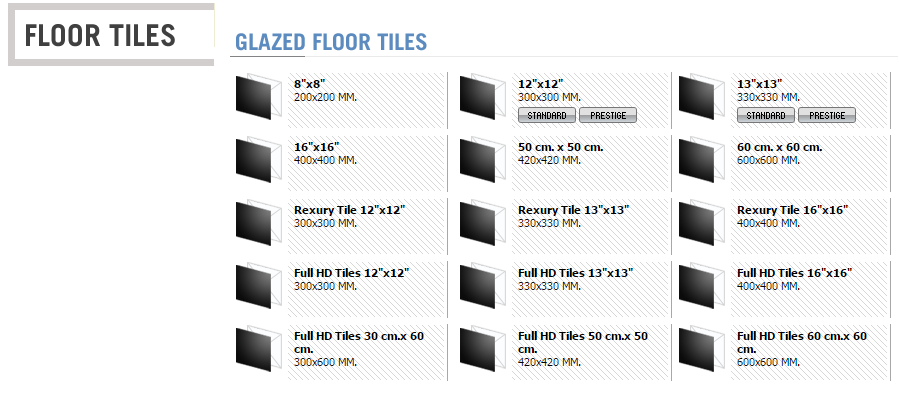 FLOOR TILES
GLAZED FLOOR TILES
8"x8"
200x200 MM.
12"x12"
300x300 MM.
STANDARD PRESTIGE
13"x13"
330x330 MM.
STANDARD PRESTIGE
16"x16"
400x400 MM.
50 cm. x 50 cm.
420x420 MM.
60 cm. x 60 cm.
600x600 MM.
Rexury Tile 12"x12"
300x300 MM.
Rexury Tile 13"x13"
330x330 MM.
Rexury Tile 16"x16"
400x400 MM.
Full HD Tiles 12"x12"
300x300 MM.
Full HD Tiles 13"x13"
330x330 MM.
Full HD Tiles 16"x16"
400x400 MM.
Full HD Tiles 30 cm.x 60
cm.
300x600 MM.
Full HD Tiles 50 cm.x 50
cm.
420x420 MM.
Full HD Tiles 60 cm.x 60
cm.
600x600 MM.